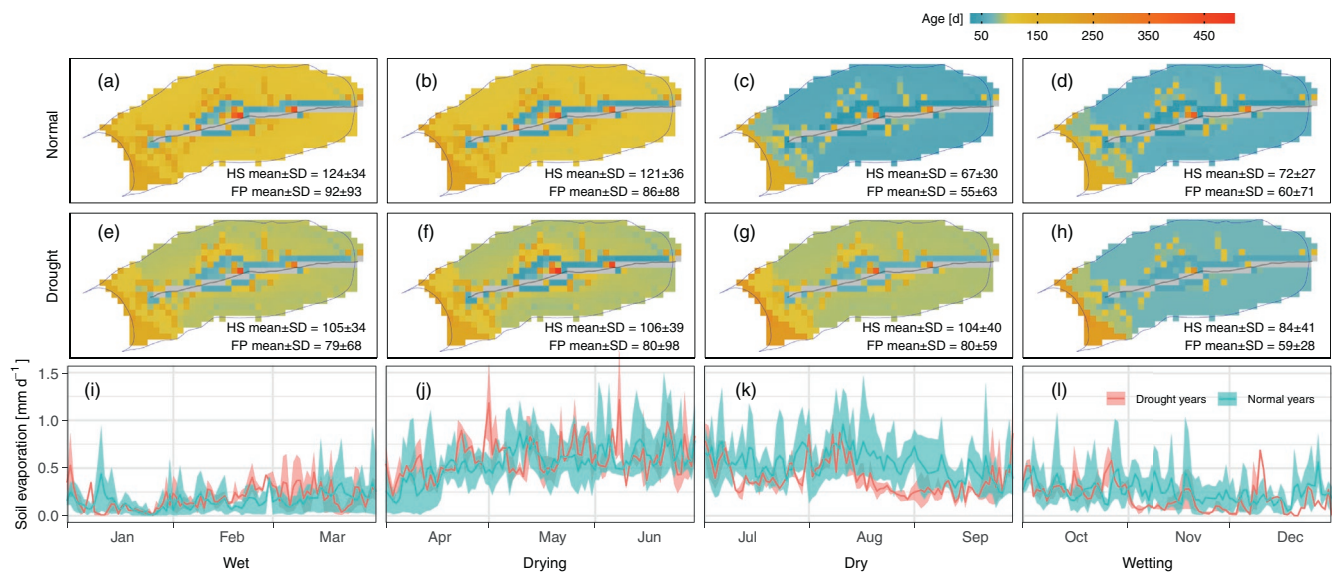 Age [d]
50 150 250 350 450
Normal
(a)
HS mean±SD = 124±34
FP mean±SD = 92±93
(b)
HS mean±SD = 121±36
FP mean±SD = 86±88
(c)
HS mean±SD = 67±30
FP mean±SD = 55±63
(d)
HS mean±SD = 72±27
FP mean±SD = 60±71
Drought
(e)
HS mean±SD = 105±34
FP mean±SD = 79±68
(f)
HS mean±SD = 106±39
FP mean±SD = 80±98
(g)
HS mean±SD = 104±40
FP mean±SD = 80±59
(h)
HS mean±SD = 84±41
FP mean±SD = 59±28
Soil evaporation [mm d⁻¹]
1.5
1.0
0.5
0.0
(i)
(j)
(k)
(l)
Drought years Normal years
Jan Feb Mar Apr May Jun Jul Aug Sep Oct Nov Dec
Wet Drying Dry Wetting